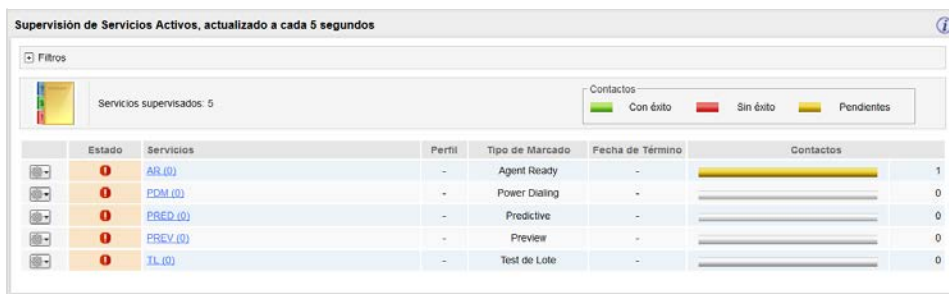 Supervisión de Servicios Activos, actualizado a cada 5 segundos
Filtros
Servicios supervisados: 5
Contactos
Con éxito Sin éxito Pendientes
Estado Servicios Perfil Tipo de Marcado Fecha de Término Contactos
AR (0) - Agent Ready - 1
PDM (0) - Power Dialing - 0
PRED (0) - Predictive - 0
PREV (0) - Preview - 0
TL (0) - Test de Lote - 0